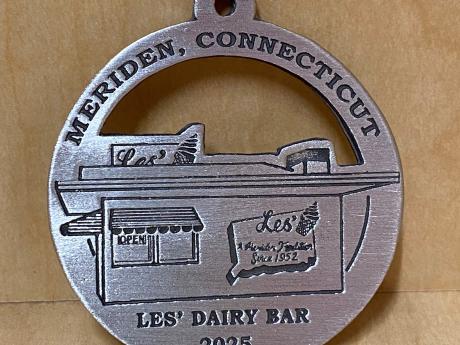 MERIDEN, CONNECTICUT
Les'
OPEN
Les'
A Meriden Tradition
Since 1952
LES' DAIRY BAR
2025